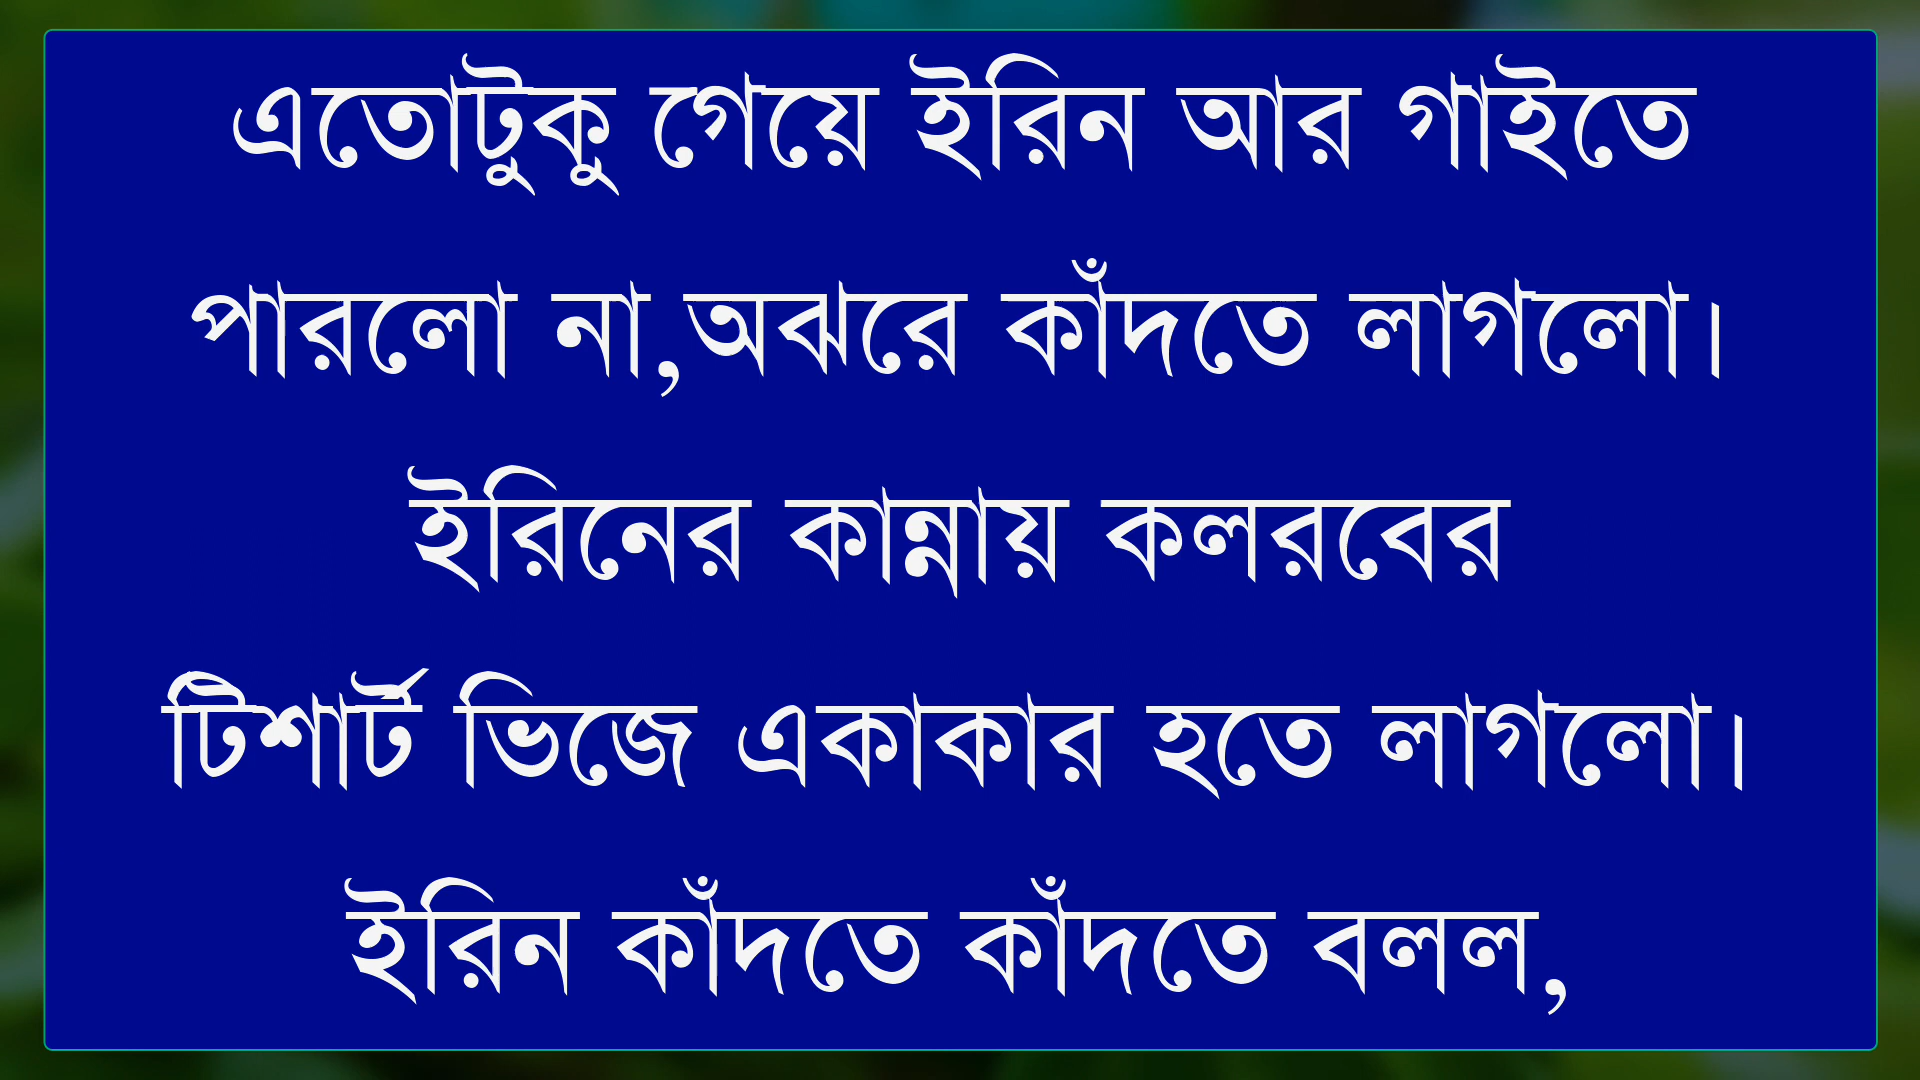 এতোটুকু গেয়ে ইরিন আর গাইতে
পারলো না,অঝরে কাঁদতে লাগলো।
ইরিনের কান্নায় কলরবের
টিশার্ট ভিজে একাকার হতে লাগলো।
ইরিন কাঁদতে কাঁদতে বলল,